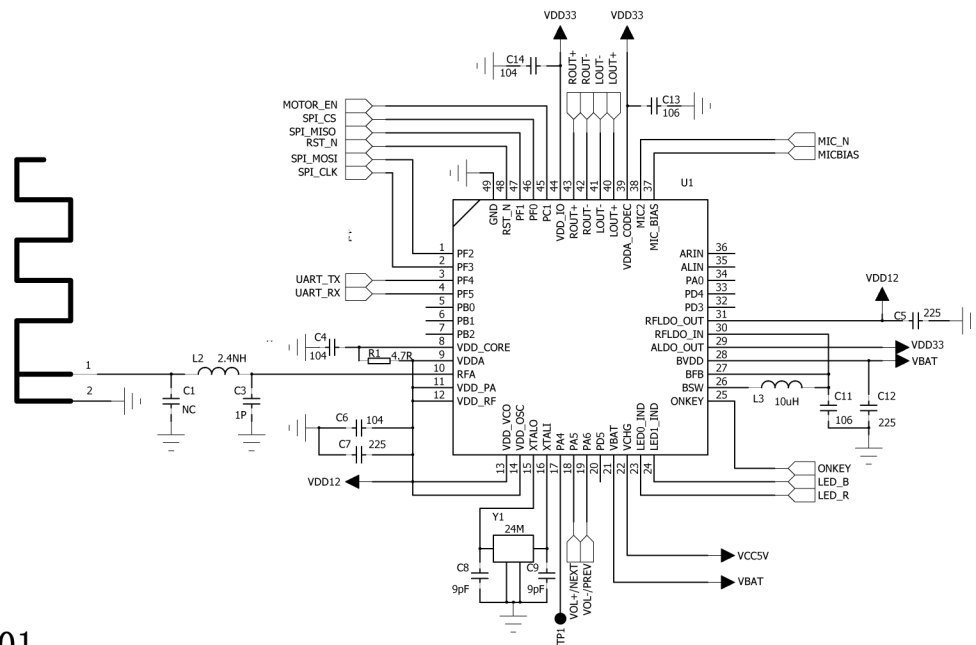 VDD33
VDD33
C14
104
ROUT+
ROUT-
LOUT-
LOUT+
C13
106
MOTOR_EN
SPI_CS
SPI_MISO
RST_N
SPI_MOSI
SPI_CLK
MIC_N
MICBIAS
49
48
47
46
45
44
43
42
41
40
39
38
37
U1
GND
RST_N
PF1
PF0
PC1
VDD_IO
ROUT+
ROUT-
LOUT-
LOUT+
VDDA_CODEC
MIC2
MIC_BIAS
1 PF2
2 PF3
3 PF4
4 PF5
5 PB0
6 PB1
7 PB2
8 VDD_CORE
9 VDDA
10 RFA
11 VDD_PA
12 VDD_RF
UART_TX
UART_RX
ARIN 36
ALIN 35
PA0 34
PD4 33
PD3 32
RFLDO_OUT 31
RFLDO_IN 30
ALDO_OUT 29
BVDD 28
BFB 27
BSW 26
ONKEY 25
VDD12
C5 225
VDD33
VBAT
C4
104
R1 4.7R
L2 2.4NH
1
2
C1
NC
C3
1P
L3
10uH
C11
106
C12
225
C6 104
C7 225
VDD12
VDD_VCO
VDD_OSC
XTALO
XTALI
PA4
PA5
PA6
PD5
VBAT
VCHG
LED0_IND
LED1_IND
13
14
15
16
17
18
19
20
21
22
23
24
ONKEY
LED_B
LED_R
Y1
24M
C8
9pF
C9
9pF
VOL+/NEXT
VOL-/PREV
VCC5V
VBAT
TP1
01